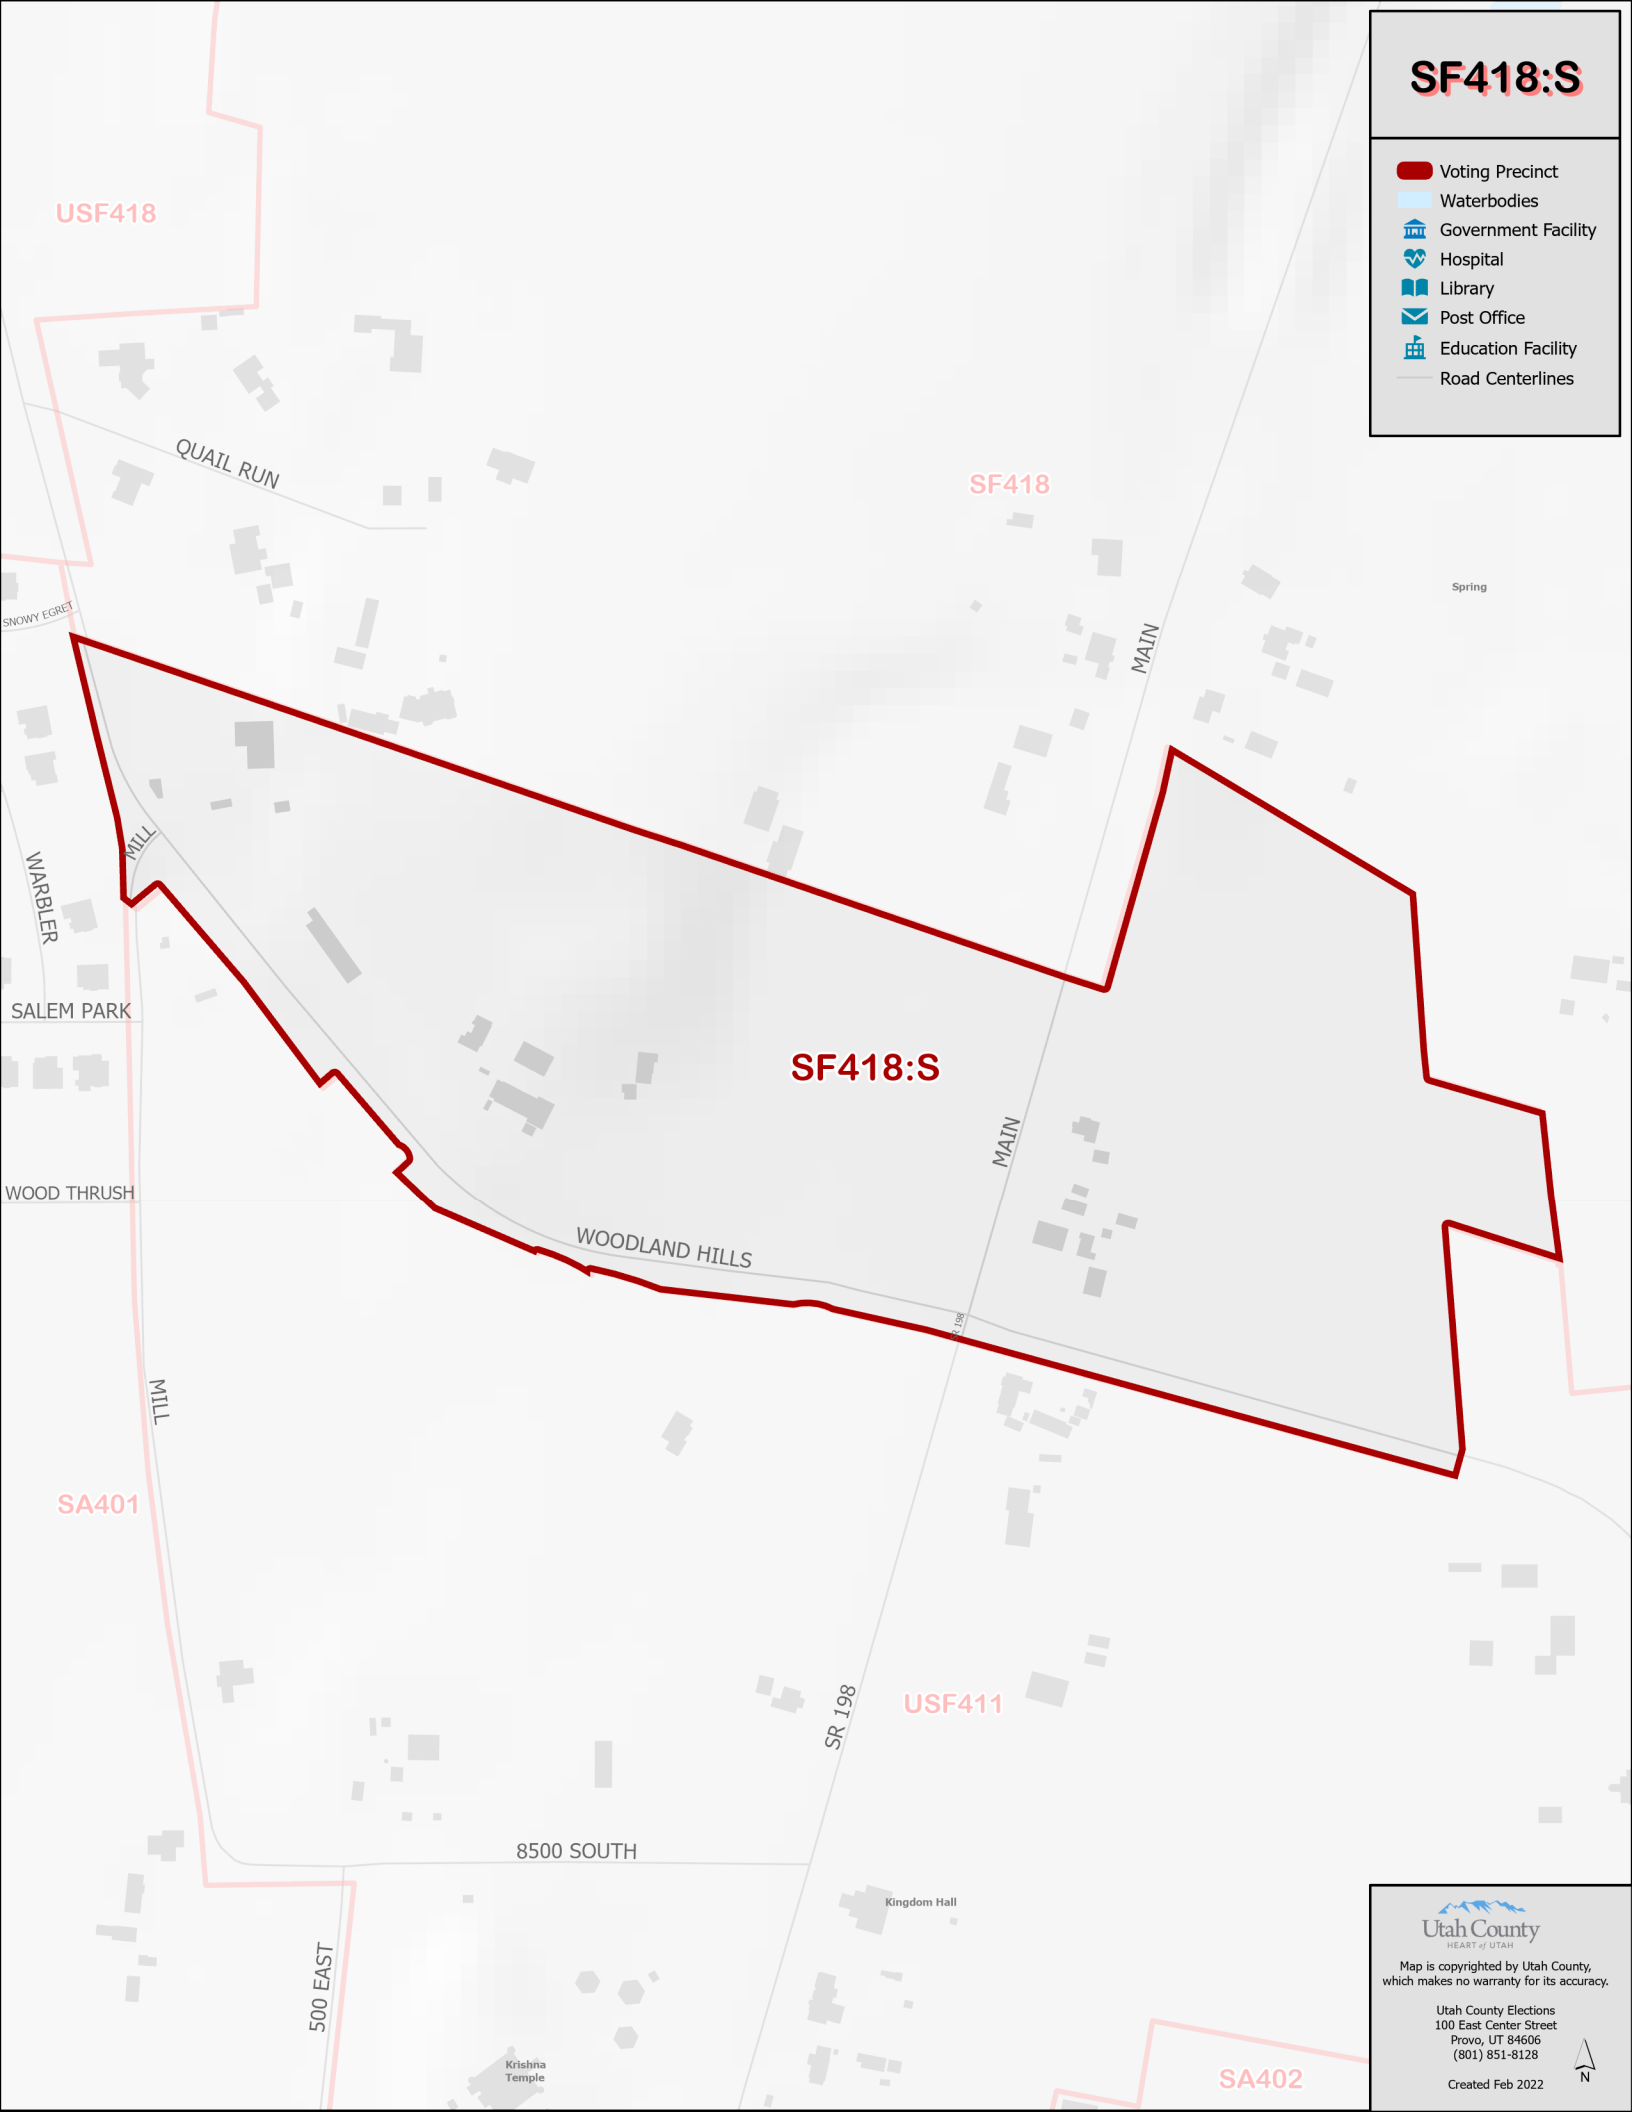 SF418:S
Voting Precinct
Waterbodies
Government Facility
Hospital
Library
Post Office
Education Facility
Road Centerlines
USF418
QUAIL RUN
SF418
Spring
SNOWY EGRET
MAIN
MILL
WARBLER
SALEM PARK
SF418:S
MAIN
WOOD THRUSH
WOODLAND HILLS
SR 198
MILL
SA401
SR 198
USF411
8500 SOUTH
Kingdom Hall
500 EAST
Krishna
Temple
SA402
Utah County
HEART of UTAH
Map is copyrighted by Utah County,
which makes no warranty for its accuracy.
Utah County Elections
100 East Center Street
Provo, UT 84606
(801) 851-8128
Created Feb 2022
N